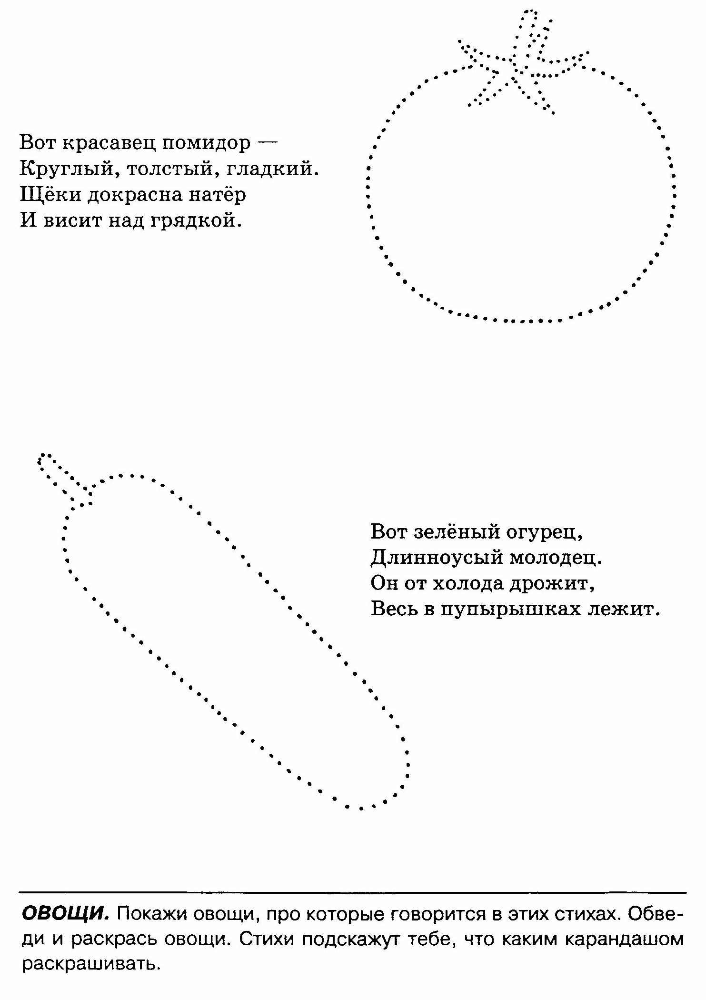 Вот красавец помидор —
Круглый, толстый, гладкий.
Щёки докрасна натёр
И висит над грядкой.
Вот зелёный огурец,
Длинноусый молодец.
Он от холода дрожит,
Весь в пупырышках лежит.
ОВОЩИ. Покажи овощи, про которые говорится в этих стихах. Обве-
ди и раскрась овощи. Стихи подскажут тебе, что каким карандашом
раскрашивать.